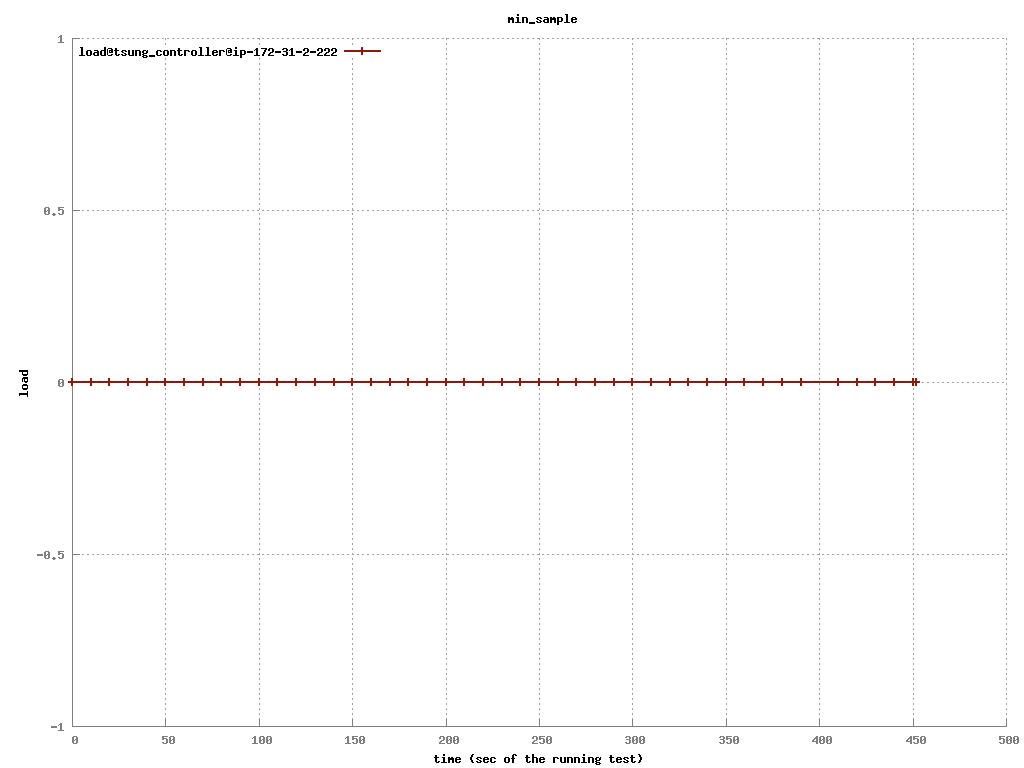 min_sample
1
load@tsung_controller@ip-172-31-2-222
0.5
load
0
-0.5
-1
0 50 100 150 200 250 300 350 400 450 500
time (sec of the running test)